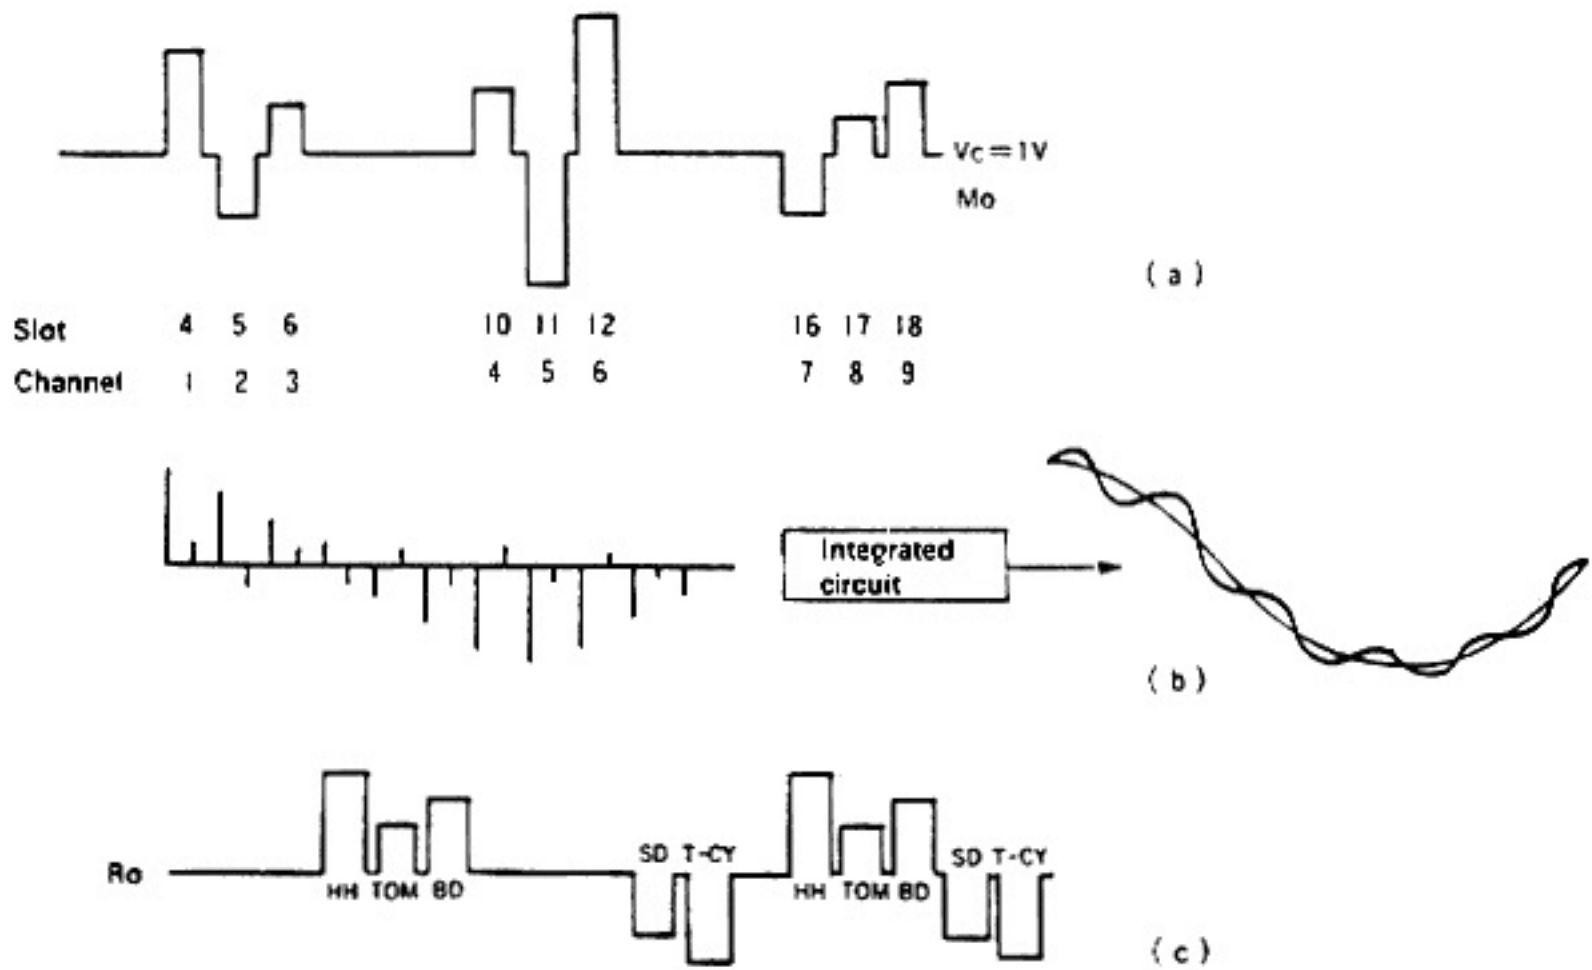 Vc=1V
Mo
(a)
Slot 4 5 6 10 11 12 16 17 18
Channel 1 2 3 4 5 6 7 8 9
Integrated
circuit
(b)
SD T-CY SD T-CY
Ro
HH TOM BD HH TOM BD
(c)